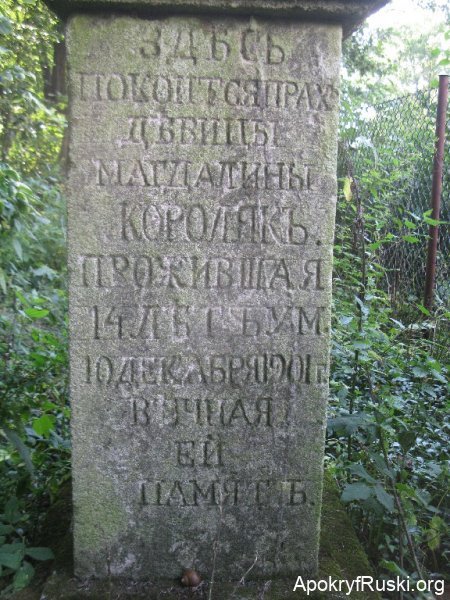 ЗДѢСЬ
ПОКОИТСЯ ПРАХЪ
ДѢВИЦЫ
МАГДАЛИНЫ
КОРОЛЯКЪ.
ПРОЖИВШАЯ
14.ЛѢТЪ УМ.
10 ДЕКАБРЯ 1901 Г
ВѢЧНАЯ
ЕЙ
ПАМЯТЬ.
ApokryfRuski.org